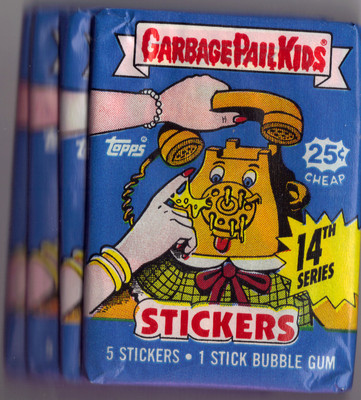 GARBAGE PAIL KIDS®
topps®
25¢
CHEAP
14TH
SERIES
STICKERS
5 STICKERS • 1 STICK BUBBLE GUM